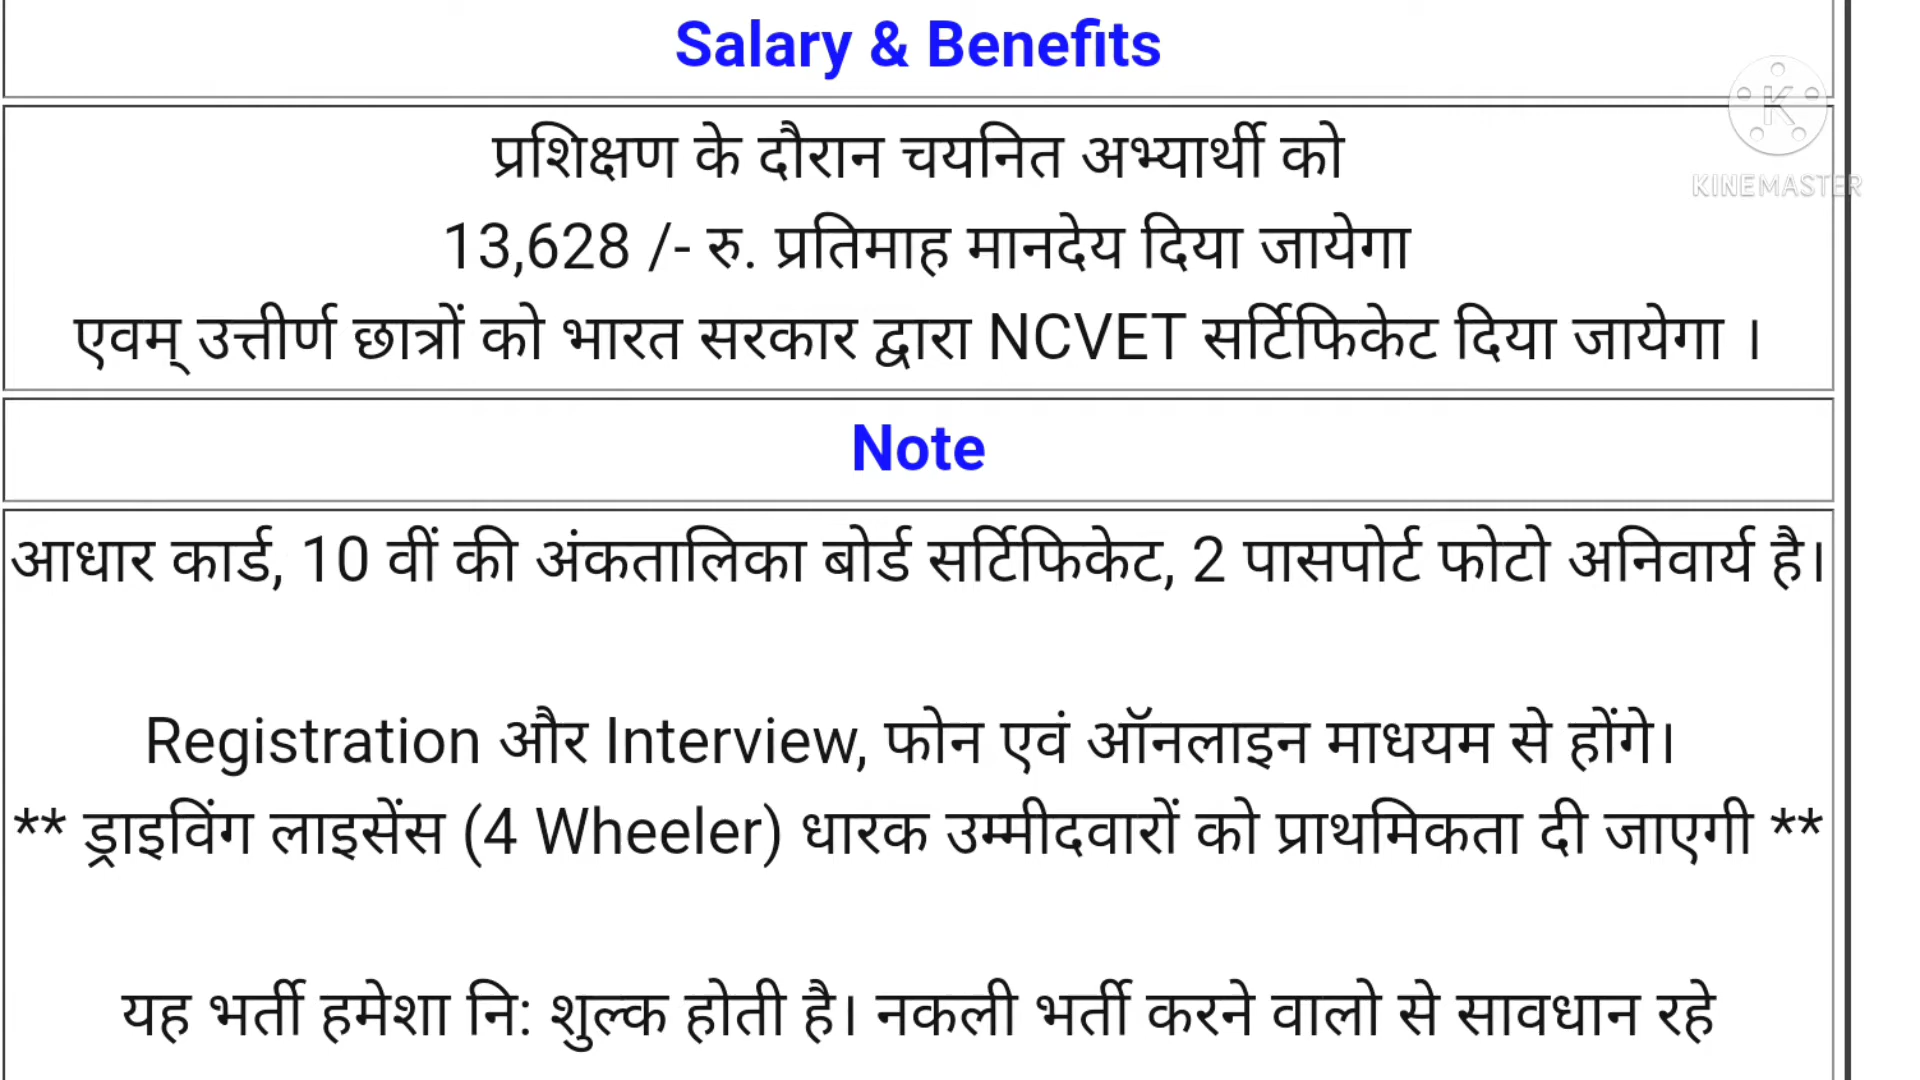 Salary & Benefits
प्रशिक्षण के दौरान चयनित अभ्यार्थी को
13,628 /- रु. प्रतिमाह मानदेय दिया जायेगा
एवम् उत्तीर्ण छात्रों को भारत सरकार द्वारा NCVET सर्टिफिकेट दिया जायेगा ।
Note
आधार कार्ड, 10 वीं की अंकतालिका बोर्ड सर्टिफिकेट, 2 पासपोर्ट फोटो अनिवार्य है।
Registration और Interview, फोन एवं ऑनलाइन माधयम से होंगे।
** ड्राइविंग लाइसेंस (4 Wheeler) धारक उम्मीदवारों को प्राथमिकता दी जाएगी **
यह भर्ती हमेशा नि: शुल्क होती है। नकली भर्ती करने वालो से सावधान रहे
K
KINEMASTER